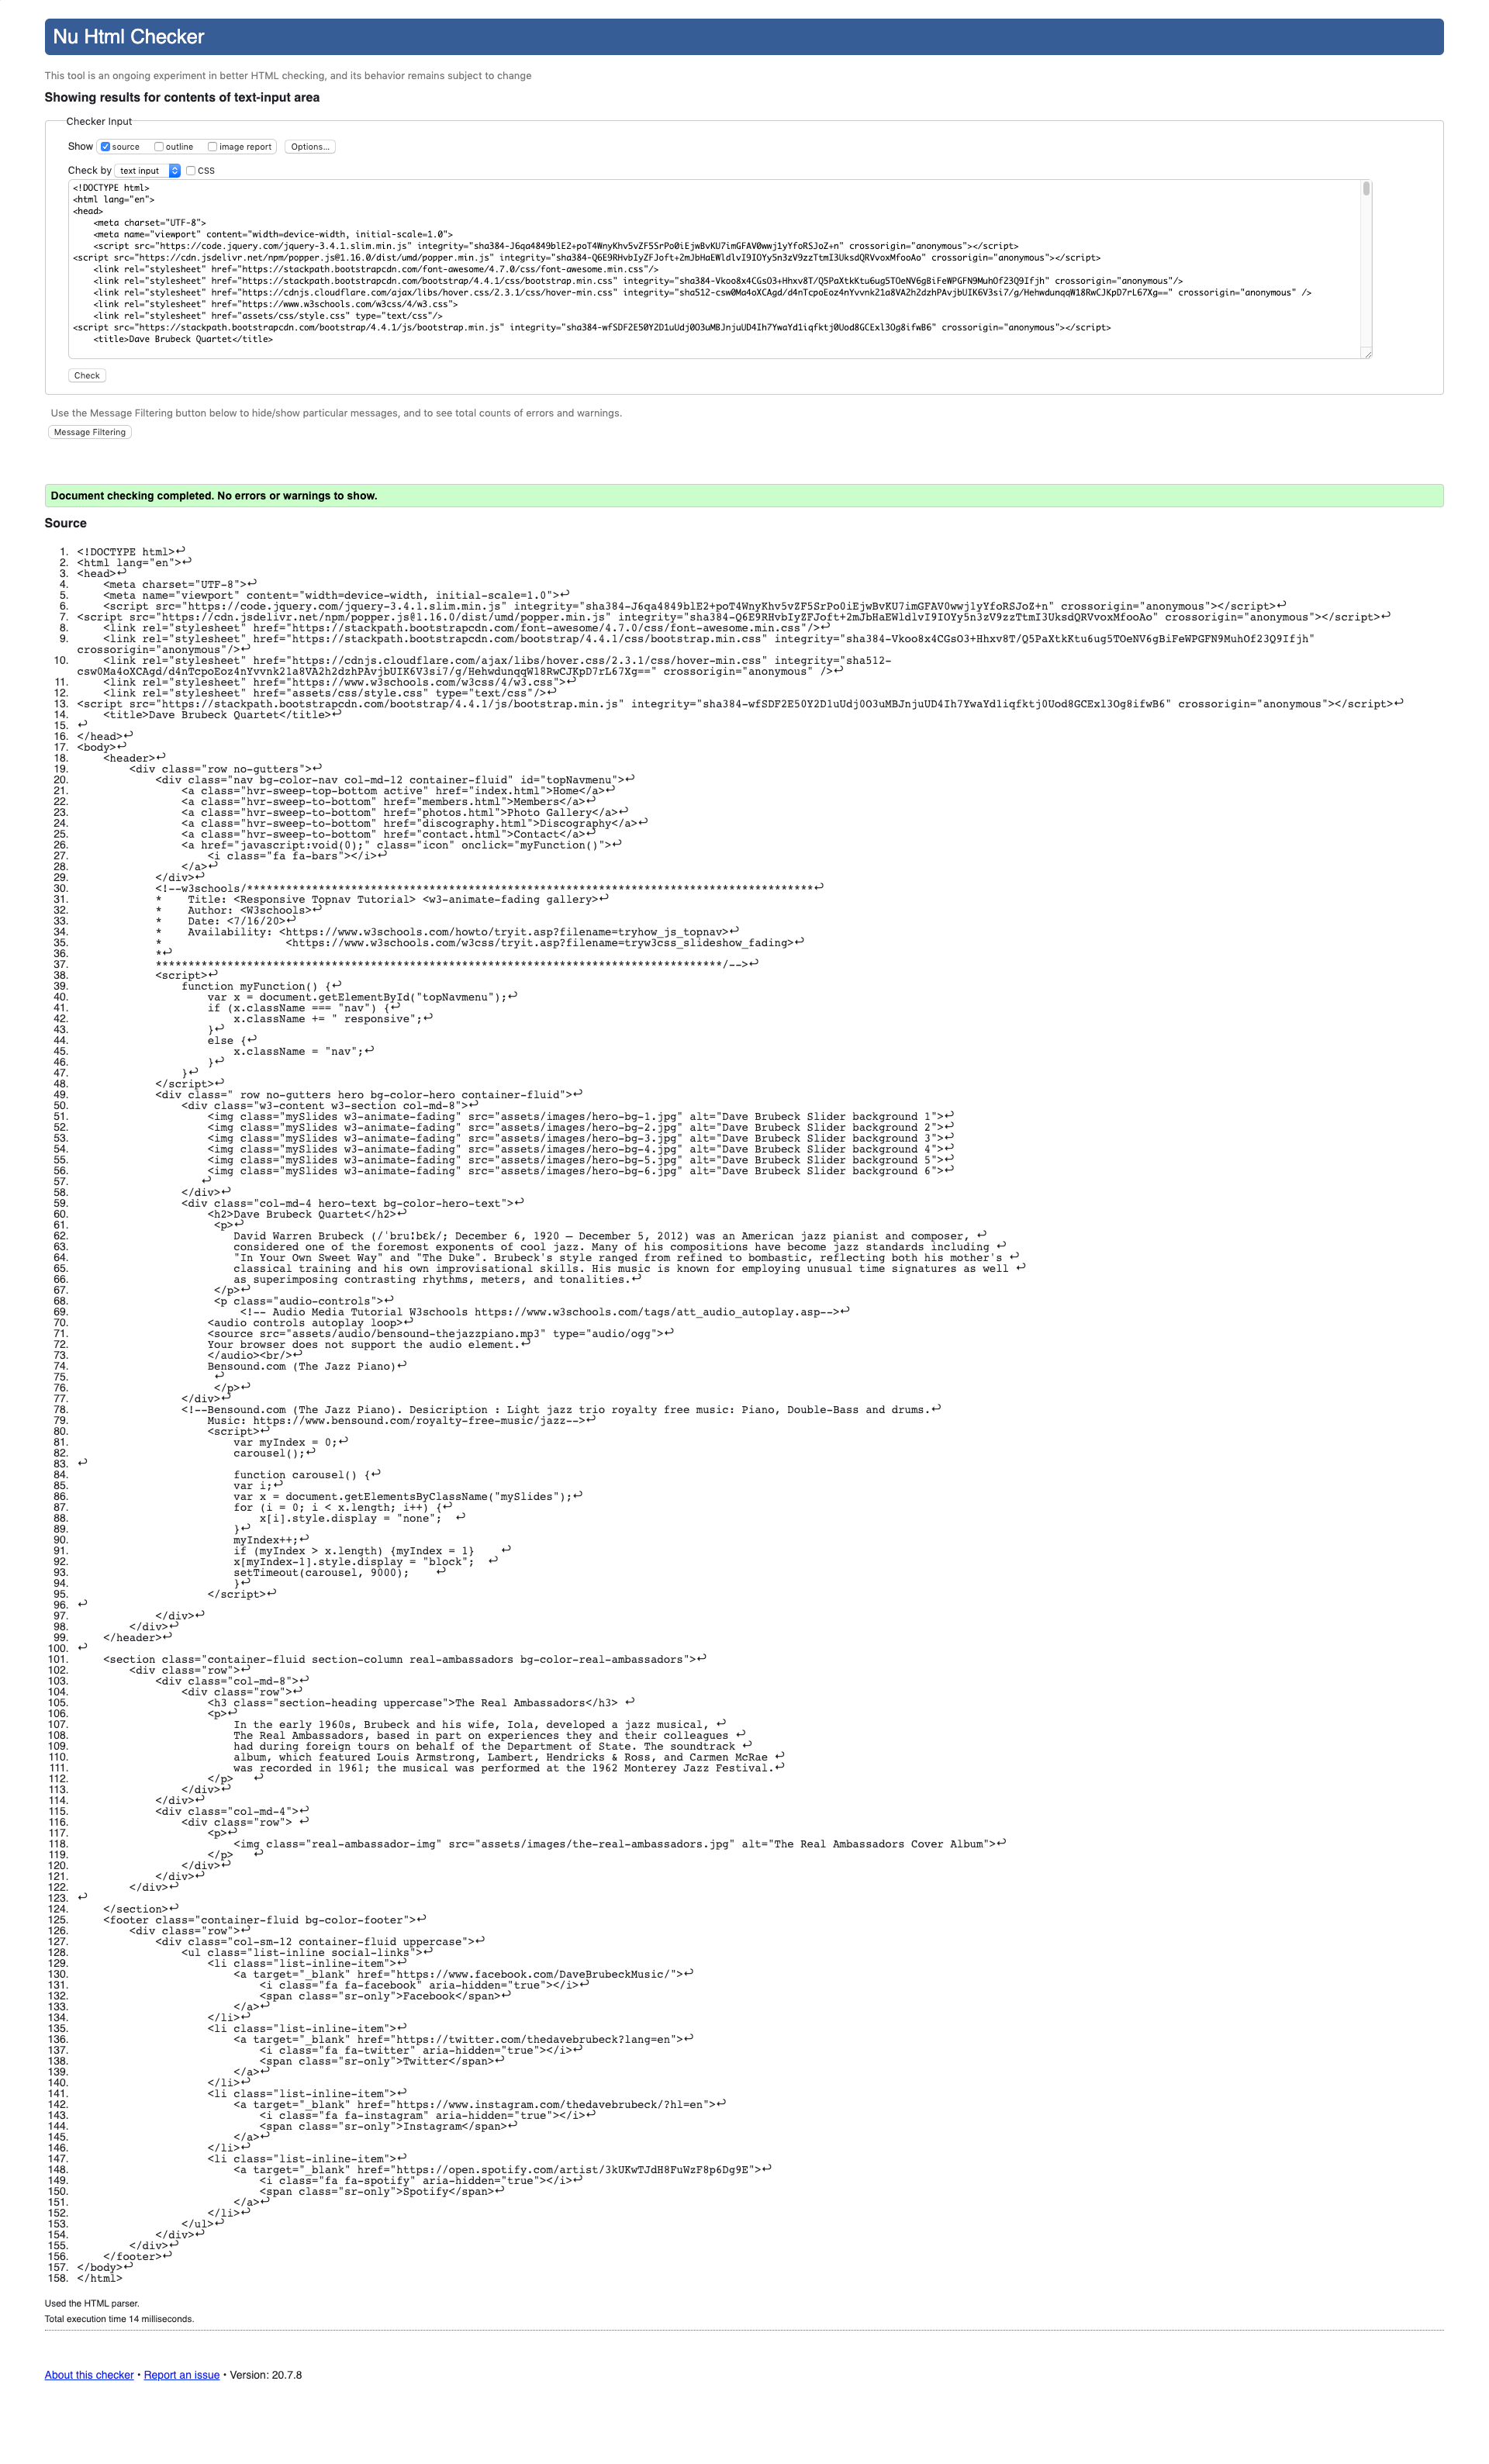 Nu Html Checker
This tool is an ongoing experiment in better HTML checking, and its behavior remains subject to change
Showing results for contents of text-input area
Checker Input
Show source outline image report Options...
Check by text input CSS
<!DOCTYPE html>
<html lang="en">
<head>
    <meta charset="UTF-8">
    <meta name="viewport" content="width=device-width, initial-scale=1.0">
    <script src="https://code.jquery.com/jquery-3.4.1.slim.min.js" integrity="sha384-J6qa4849blE2+poT4WnyKhv5vZF5SrPo0iEjwBvKU7imGFAV0wwj1yYfoRSJoZ+n" crossorigin="anonymous"></script>
<script src="https://cdn.jsdelivr.net/npm/popper.js@1.16.0/dist/umd/popper.min.js" integrity="sha384-Q6E9RHvbIyZFJoft+2mJbHaEWldlvI9IOYy5n3zV9zzTtmI3UksdQRVvoxMfooAo" crossorigin="anonymous"></script>
    <link rel="stylesheet" href="https://stackpath.bootstrapcdn.com/font-awesome/4.7.0/css/font-awesome.min.css"/>
    <link rel="stylesheet" href="https://stackpath.bootstrapcdn.com/bootstrap/4.4.1/css/bootstrap.min.css" integrity="sha384-Vkoo8x4CGsO3+Hhxv8T/Q5PaXtkKtu6ug5TOeNV6gBiFeWPGFN9MuhOf23Q9Ifjh" crossorigin="anonymous"/>
    <link rel="stylesheet" href="https://cdnjs.cloudflare.com/ajax/libs/hover.css/2.3.1/css/hover-min.css" integrity="sha512-csw0Ma4oXCAgd/d4nTcpoEoz4nYvvnk21a8VA2h2dzhPAvjbUIK6V3si7/g/HehwdunqqW18RwCJKpD7rL67Xg==" crossorigin="anonymous" />
    <link rel="stylesheet" href="https://www.w3schools.com/w3css/4/w3.css">
    <link rel="stylesheet" href="assets/css/style.css" type="text/css"/>
<script src="https://stackpath.bootstrapcdn.com/bootstrap/4.4.1/js/bootstrap.min.js" integrity="sha384-wfSDF2E50Y2D1uUdj0O3uMBJnjuUD4Ih7YwaYd1iqfktj0Uod8GCExl3Og8ifwB6" crossorigin="anonymous"></script>
    <title>Dave Brubeck Quartet</title>
Check
Use the Message Filtering button below to hide/show particular messages, and to see total counts of errors and warnings.
Message Filtering
Document checking completed. No errors or warnings to show.
Source
1. <!DOCTYPE html>↩
2. <html lang="en">↩
3. <head>↩
4.     <meta charset="UTF-8">↩
5.     <meta name="viewport" content="width=device-width, initial-scale=1.0">↩
6.     <script src="https://code.jquery.com/jquery-3.4.1.slim.min.js" integrity="sha384-J6qa4849blE2+poT4WnyKhv5vZF5SrPo0iEjwBvKU7imGFAV0wwj1yYfoRSJoZ+n" crossorigin="anonymous"></script>↩
7. <script src="https://cdn.jsdelivr.net/npm/popper.js@1.16.0/dist/umd/popper.min.js" integrity="sha384-Q6E9RHvbIyZFJoft+2mJbHaEWldlvI9IOYy5n3zV9zzTtmI3UksdQRVvoxMfooAo" crossorigin="anonymous"></script>↩
8.     <link rel="stylesheet" href="https://stackpath.bootstrapcdn.com/font-awesome/4.7.0/css/font-awesome.min.css"/>↩
9.     <link rel="stylesheet" href="https://stackpath.bootstrapcdn.com/bootstrap/4.4.1/css/bootstrap.min.css" integrity="sha384-Vkoo8x4CGsO3+Hhxv8T/Q5PaXtkKtu6ug5TOeNV6gBiFeWPGFN9MuhOf23Q9Ifjh"
crossorigin="anonymous"/>↩
10.     <link rel="stylesheet" href="https://cdnjs.cloudflare.com/ajax/libs/hover.css/2.3.1/css/hover-min.css" integrity="sha512-
csw0Ma4oXCAgd/d4nTcpoEoz4nYvvnk21a8VA2h2dzhPAvjbUIK6V3si7/g/HehwdunqqW18RwCJKpD7rL67Xg==" crossorigin="anonymous" />↩
11.     <link rel="stylesheet" href="https://www.w3schools.com/w3css/4/w3.css">↩
12.     <link rel="stylesheet" href="assets/css/style.css" type="text/css"/>↩
13. <script src="https://stackpath.bootstrapcdn.com/bootstrap/4.4.1/js/bootstrap.min.js" integrity="sha384-wfSDF2E50Y2D1uUdj0O3uMBJnjuUD4Ih7YwaYd1iqfktj0Uod8GCExl3Og8ifwB6" crossorigin="anonymous"></script>↩
14.     <title>Dave Brubeck Quartet</title>↩
15. ↩
16. </head>↩
17. <body>↩
18.     <header>↩
19.         <div class="row no-gutters">↩
20.             <div class="nav bg-color-nav col-md-12 container-fluid" id="topNavmenu">↩
21.                 <a class="hvr-sweep-top-bottom active" href="index.html">Home</a>↩
22.                 <a class="hvr-sweep-to-bottom" href="members.html">Members</a>↩
23.                 <a class="hvr-sweep-to-bottom" href="photos.html">Photo Gallery</a>↩
24.                 <a class="hvr-sweep-to-bottom" href="discography.html">Discography</a>↩
25.                 <a class="hvr-sweep-to-bottom" href="contact.html">Contact</a>↩
26.                 <a href="javascript:void(0);" class="icon" onclick="myFunction()">↩
27.                     <i class="fa fa-bars"></i>↩
28.                 </a>↩
29.             </div>↩
30.             <!--w3schools/***************************************************************************************↩
31.             *    Title: <Responsive Topnav Tutorial> <w3-animate-fading gallery>↩
32.             *    Author: <W3schools>↩
33.             *    Date: <7/16/20>↩
34.             *    Availability: <https://www.w3schools.com/howto/tryit.asp?filename=tryhow_js_topnav>↩
35.             *                   <https://www.w3schools.com/w3css/tryit.asp?filename=tryw3css_slideshow_fading>↩
36.             *↩
37.             ***************************************************************************************/-->↩
38.             <script>↩
39.                 function myFunction() {↩
40.                     var x = document.getElementById("topNavmenu");↩
41.                     if (x.className === "nav") {↩
42.                         x.className += " responsive";↩
43.                     }↩
44.                     else {↩
45.                         x.className = "nav";↩
46.                     }↩
47.                 }↩
48.             </script>↩
49.             <div class=" row no-gutters hero bg-color-hero container-fluid">↩
50.                 <div class="w3-content w3-section col-md-8">↩
51.                     <img class="mySlides w3-animate-fading" src="assets/images/hero-bg-1.jpg" alt="Dave Brubeck Slider background 1">↩
52.                     <img class="mySlides w3-animate-fading" src="assets/images/hero-bg-2.jpg" alt="Dave Brubeck Slider background 2">↩
53.                     <img class="mySlides w3-animate-fading" src="assets/images/hero-bg-3.jpg" alt="Dave Brubeck Slider background 3">↩
54.                     <img class="mySlides w3-animate-fading" src="assets/images/hero-bg-4.jpg" alt="Dave Brubeck Slider background 4">↩
55.                     <img class="mySlides w3-animate-fading" src="assets/images/hero-bg-5.jpg" alt="Dave Brubeck Slider background 5">↩
56.                     <img class="mySlides w3-animate-fading" src="assets/images/hero-bg-6.jpg" alt="Dave Brubeck Slider background 6">↩
57.                    ↩
58.                 </div>↩
59.                 <div class="col-md-4 hero-text bg-color-hero-text">↩
60.                     <h2>Dave Brubeck Quartet</h2>↩
61.                      <p>↩
62.                         David Warren Brubeck (/ˈbruːbɛk/; December 6, 1920 – December 5, 2012) was an American jazz pianist and composer, ↩
63.                         considered one of the foremost exponents of cool jazz. Many of his compositions have become jazz standards including ↩
64.                         "In Your Own Sweet Way" and "The Duke". Brubeck's style ranged from refined to bombastic, reflecting both his mother's ↩
65.                         classical training and his own improvisational skills. His music is known for employing unusual time signatures as well ↩
66.                         as superimposing contrasting rhythms, meters, and tonalities.↩
67.                      </p>↩
68.                      <p class="audio-controls">↩
69.                          <!-- Audio Media Tutorial W3schools https://www.w3schools.com/tags/att_audio_autoplay.asp-->↩
70.                     <audio controls autoplay loop>↩
71.                     <source src="assets/audio/bensound-thejazzpiano.mp3" type="audio/ogg">↩
72.                     Your browser does not support the audio element.↩
73.                     </audio><br/>↩
74.                     Bensound.com (The Jazz Piano)↩
75.                      ↩
76.                      </p>↩
77.                 </div>↩
78.                 <!--Bensound.com (The Jazz Piano). Desicription : Light jazz trio royalty free music: Piano, Double-Bass and drums.↩
79.                     Music: https://www.bensound.com/royalty-free-music/jazz-->↩
80.                     <script>↩
81.                         var myIndex = 0;↩
82.                         carousel();↩
83. ↩
84.                         function carousel() {↩
85.                         var i;↩
86.                         var x = document.getElementsByClassName("mySlides");↩
87.                         for (i = 0; i < x.length; i++) {↩
88.                             x[i].style.display = "none";  ↩
89.                         }↩
90.                         myIndex++;↩
91.                         if (myIndex > x.length) {myIndex = 1}    ↩
92.                         x[myIndex-1].style.display = "block";  ↩
93.                         setTimeout(carousel, 9000);    ↩
94.                         }↩
95.                     </script>↩
96. ↩
97.             </div>↩
98.         </div>↩
99.     </header>↩
100. ↩
101.     <section class="container-fluid section-column real-ambassadors bg-color-real-ambassadors">↩
102.         <div class="row">↩
103.             <div class="col-md-8">↩
104.                 <div class="row">↩
105.                     <h3 class="section-heading uppercase">The Real Ambassadors</h3> ↩
106.                     <p>↩
107.                         In the early 1960s, Brubeck and his wife, Iola, developed a jazz musical, ↩
108.                         The Real Ambassadors, based in part on experiences they and their colleagues ↩
109.                         had during foreign tours on behalf of the Department of State. The soundtrack ↩
110.                         album, which featured Louis Armstrong, Lambert, Hendricks & Ross, and Carmen McRae ↩
111.                         was recorded in 1961; the musical was performed at the 1962 Monterey Jazz Festival.↩
112.                     </p>   ↩
113.                 </div>↩
114.             </div>↩
115.             <div class="col-md-4">↩
116.                 <div class="row"> ↩
117.                     <p>↩
118.                         <img class="real-ambassador-img" src="assets/images/the-real-ambassadors.jpg" alt="The Real Ambassadors Cover Album">↩
119.                     </p>   ↩
120.                 </div>↩
121.             </div>↩
122.         </div>↩
123. ↩
124.     </section>↩
125.     <footer class="container-fluid bg-color-footer">↩
126.         <div class="row">↩
127.             <div class="col-sm-12 container-fluid uppercase">↩
128.                 <ul class="list-inline social-links">↩
129.                     <li class="list-inline-item">↩
130.                         <a target="_blank" href="https://www.facebook.com/DaveBrubeckMusic/">↩
131.                             <i class="fa fa-facebook" aria-hidden="true"></i>↩
132.                             <span class="sr-only">Facebook</span>↩
133.                         </a>↩
134.                     </li>↩
135.                     <li class="list-inline-item">↩
136.                         <a target="_blank" href="https://twitter.com/thedavebrubeck?lang=en">↩
137.                             <i class="fa fa-twitter" aria-hidden="true"></i>↩
138.                             <span class="sr-only">Twitter</span>↩
139.                         </a>↩
140.                     </li>↩
141.                     <li class="list-inline-item">↩
142.                         <a target="_blank" href="https://www.instagram.com/thedavebrubeck/?hl=en">↩
143.                             <i class="fa fa-instagram" aria-hidden="true"></i>↩
144.                             <span class="sr-only">Instagram</span>↩
145.                         </a>↩
146.                     </li>↩
147.                     <li class="list-inline-item">↩
148.                         <a target="_blank" href="https://open.spotify.com/artist/3kUKwTJdH8FuWzF8p6Dg9E">↩
149.                             <i class="fa fa-spotify" aria-hidden="true"></i>↩
150.                             <span class="sr-only">Spotify</span>↩
151.                         </a>↩
152.                     </li>↩
153.                 </ul>↩
154.             </div>↩
155.         </div>↩
156.     </footer>↩
157. </body>↩
158. </html>
Used the HTML parser.
Total execution time 14 milliseconds.
About this checker • Report an issue • Version: 20.7.8